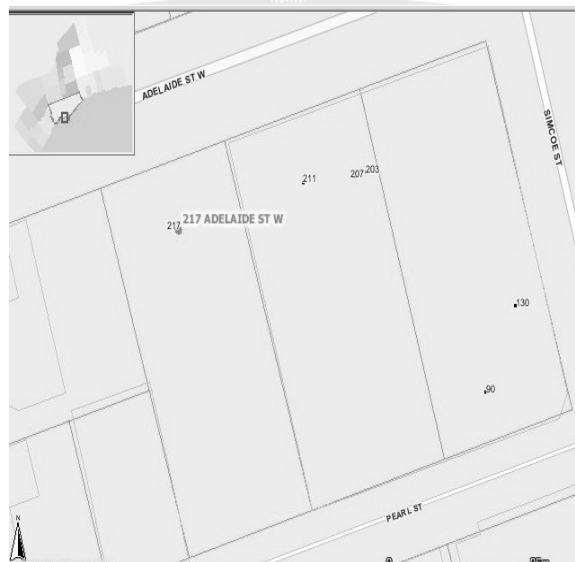 ADELAIDE ST W
SIMCOE ST
211
207
203
217
217 ADELAIDE ST W
130
90
PEARL ST
N